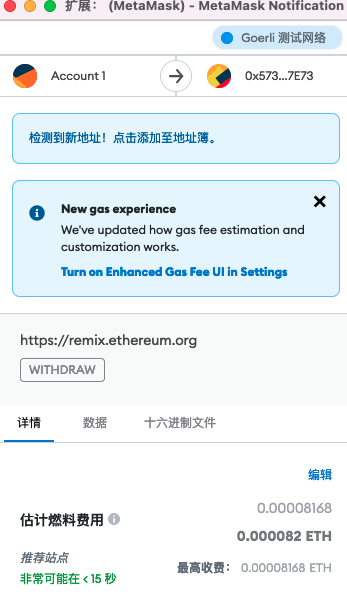 扩展： (MetaMask) - MetaMask Notification
Goerli 测试网络
Account 1
0x573...7E73
检测到新地址！点击添加至地址簿。
New gas experience
We've updated how gas fee estimation and
customization works.
Turn on Enhanced Gas Fee UI in Settings
https://remix.ethereum.org
WITHDRAW
详情 数据 十六进制文件
编辑
0.00008168
估计燃料费用
0.000082 ETH
推荐站点
最高收费： 0.00008168 ETH
非常可能在 < 15 秒